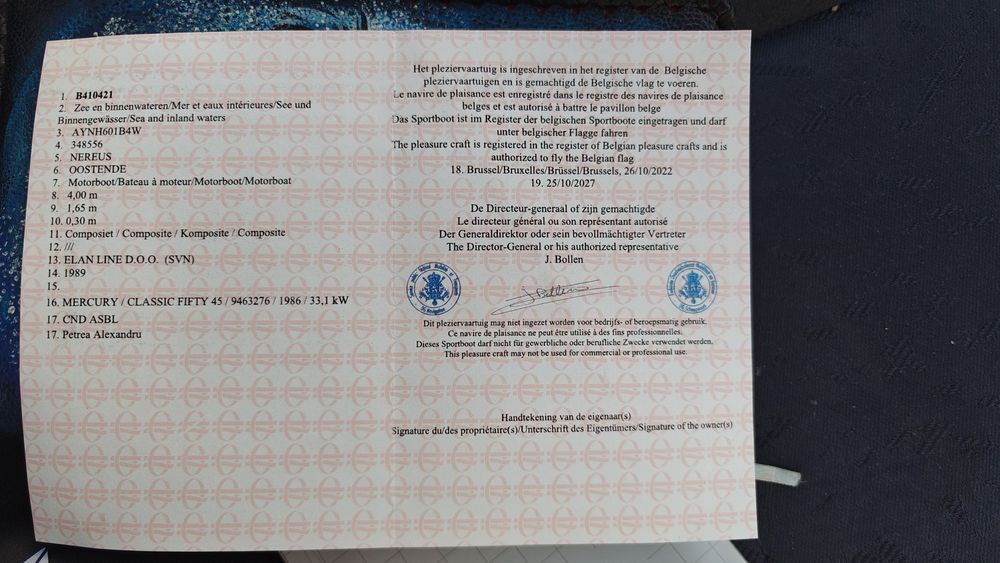 1. B410421
2. Zee en binnenwateren/Mer et eaux intérieures/See und
Binnengewässer/Sea and inland waters
3. AYNH601B4W
4. 348556
5. NEREUS
6. OOSTENDE
7. Motorboot/Bateau à moteur/Motorboot/Motorboat
8. 4,00 m
9. 1,65 m
10. 0,30 m
11. Composiet / Composite / Komposite / Composite
12. ///
13. ELAN LINE D.O.O. (SVN)
14. 1989
15.
16. MERCURY / CLASSIC FIFTY 45 / 9463276 / 1986 / 33,1 kW
17. CND ASBL
17. Petrea Alexandru
Het pleziervaartuig is ingeschreven in het register van de Belgische
pleziervaartuigen en is gemachtigd de Belgische vlag te voeren.
Le navire de plaisance est enregistré dans le registre des navires de plaisance
belges et est autorisé à battre le pavillon belge
Das Sportboot ist im Register der belgischen Sportboote eingetragen und darf
unter belgischer Flagge fahren
The pleasure craft is registered in the register of Belgian pleasure crafts and is
authorized to fly the Belgian flag
18. Brussel/Bruxelles/Brüssel/Brussels, 26/10/2022
19. 25/10/2027
De Directeur-generaal of zijn gemachtigde
Le directeur général ou son représentant autorisé
Der Generaldirektor oder sein bevollmächtigter Vertreter
The Director-General or his authorized representative
J. Bollen
Dit pleziervaartuig mag niet ingezet worden voor bedrijfs- of beroepsmatig gebruik.
Ce navire de plaisance ne peut être utilisé à des fins professionnelles.
Dieses Sportboot darf nicht für gewerbliche oder berufliche Zwecke verwendet werden.
This pleasure craft may not be used for commercial or professional use.
Handtekening van de eigenaar(s)
Signature du/des propriétaire(s)/Unterschrift des Eigentümers/Signature of the owner(s)